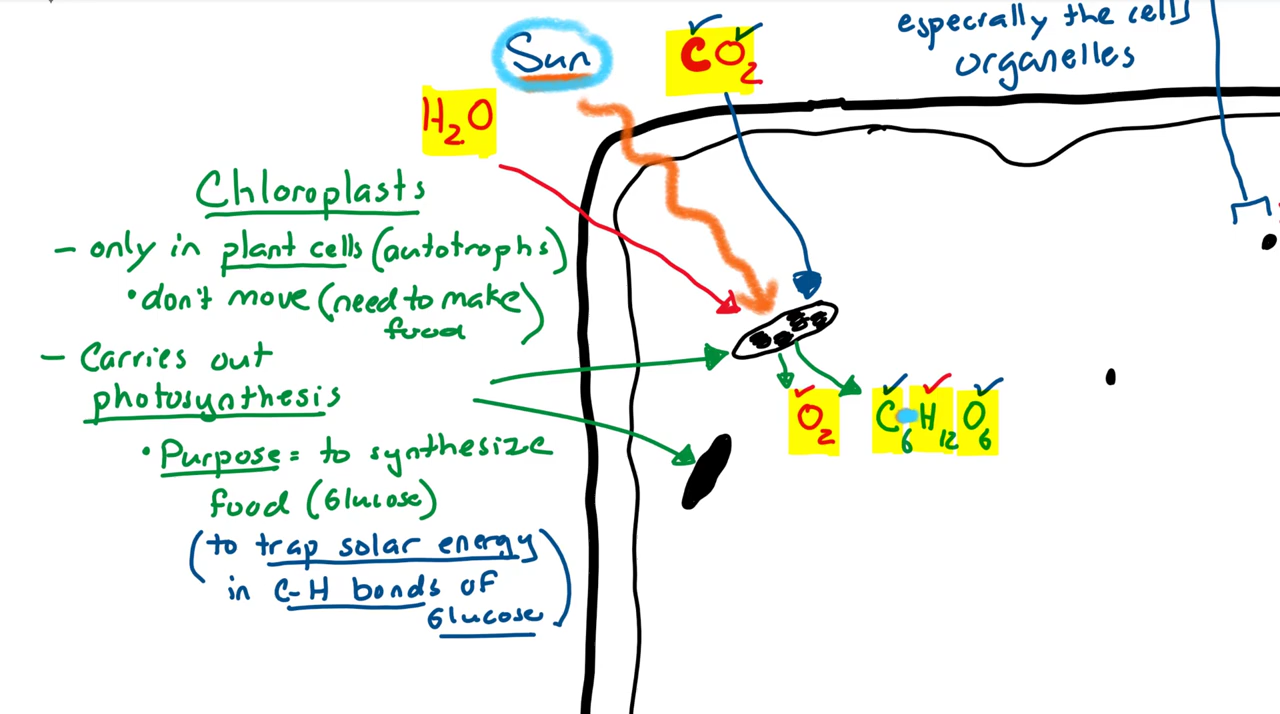 especially the cells
organelles
Sun
CO2
H2O
Chloroplasts
- only in plant cells (autotrophs)
• don't move (need to make
food)
- Carries out
photosynthesis
• Purpose = to synthesize
food (Glucose)
(to trap solar energy
in C-H bonds of
Glucose)
O2
C6H12O6